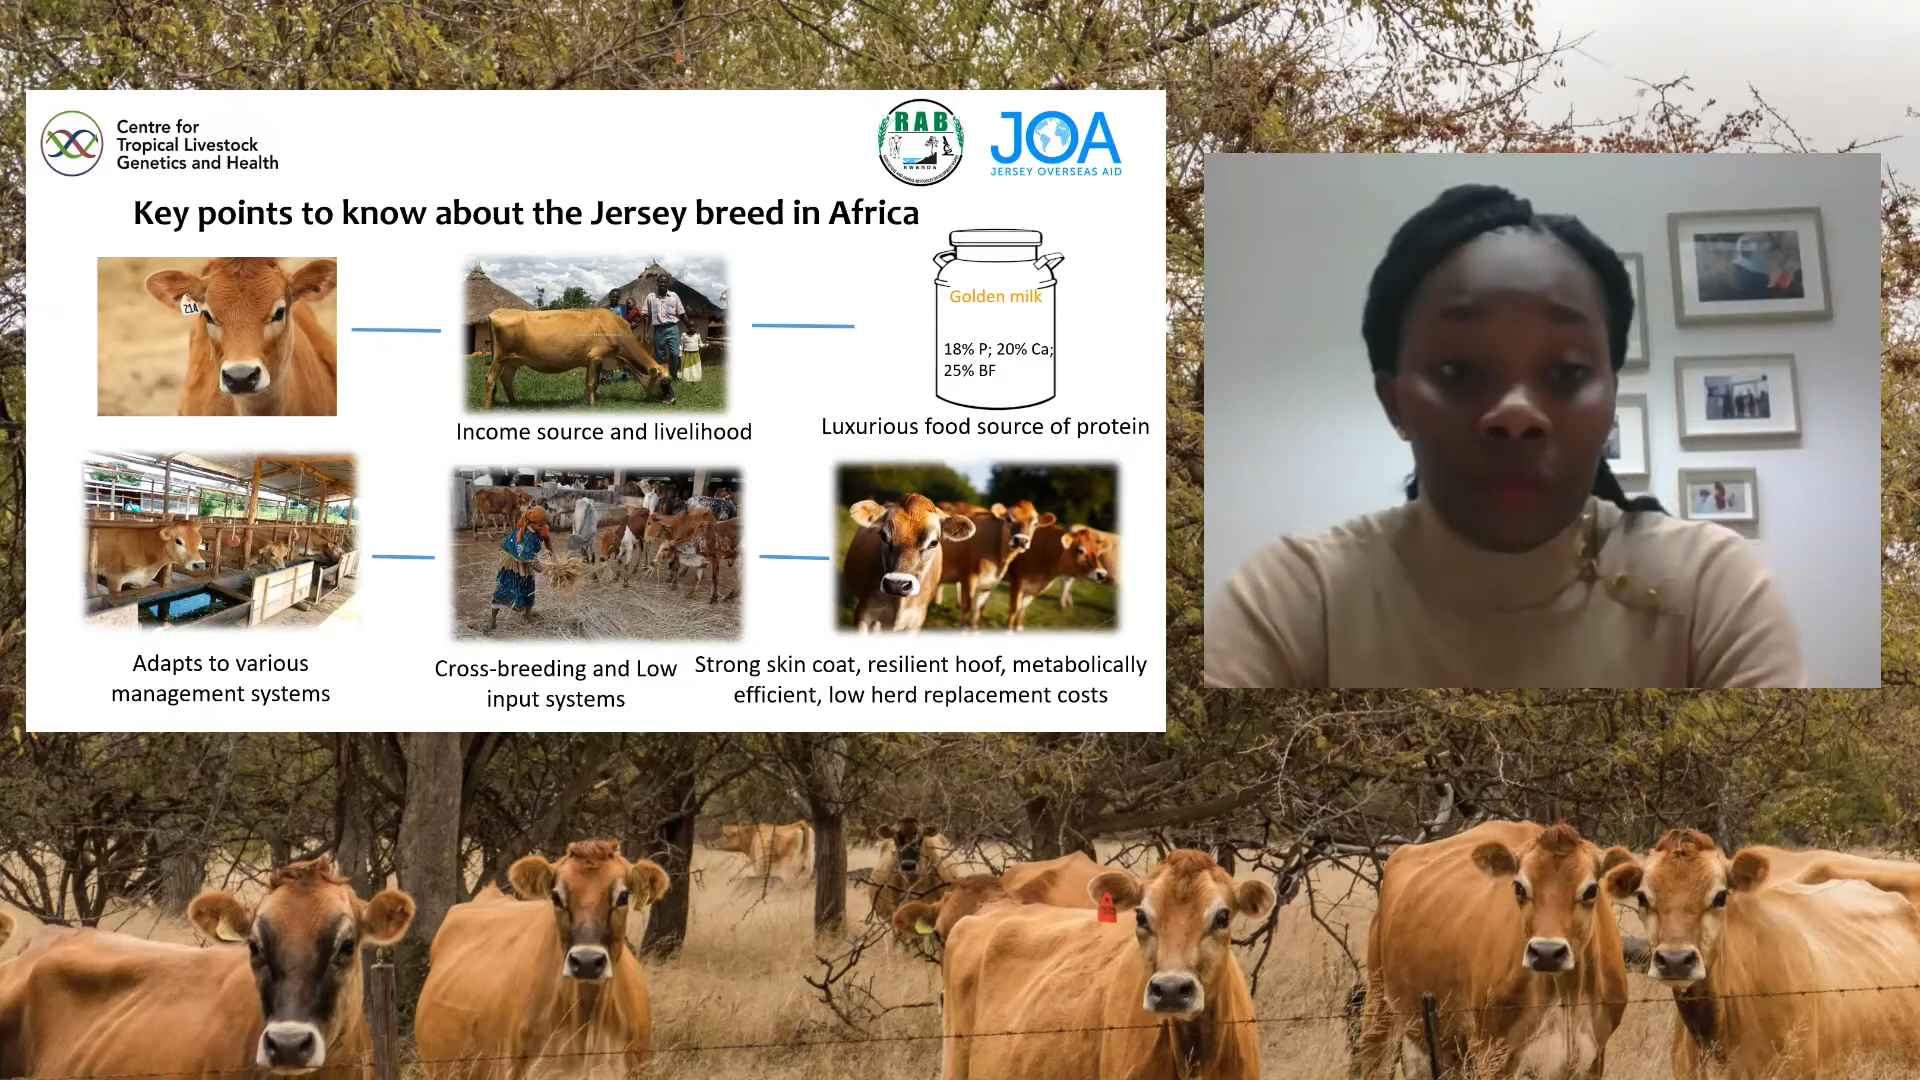 Centre for
Tropical Livestock
Genetics and Health
RAB
RWANDA
JOA
JERSEY OVERSEAS AID
Key points to know about the Jersey breed in Africa
214
Golden milk
18% P; 20% Ca;
25% BF
Income source and livelihood
Luxurious food source of protein
Adapts to various
management systems
Cross-breeding and Low
input systems
Strong skin coat, resilient hoof, metabolically
efficient, low herd replacement costs